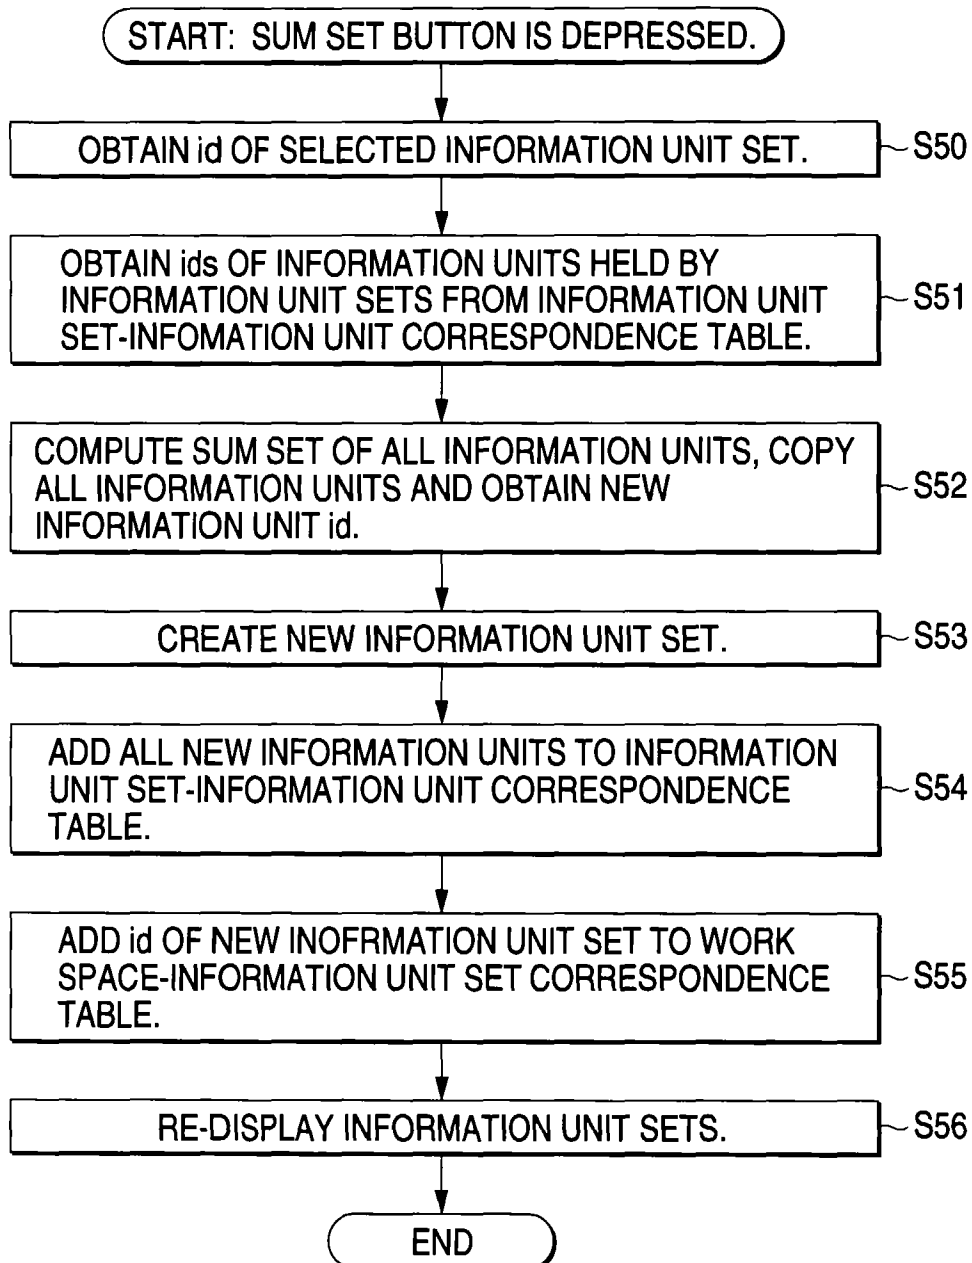 START: SUM SET BUTTON IS DEPRESSED.
OBTAIN id OF SELECTED INFORMATION UNIT SET.
S50
OBTAIN ids OF INFORMATION UNITS HELD BY
INFORMATION UNIT SETS FROM INFORMATION UNIT
SET-INFOMATION UNIT CORRESPONDENCE TABLE.
S51
COMPUTE SUM SET OF ALL INFORMATION UNITS, COPY
ALL INFORMATION UNITS AND OBTAIN NEW
INFORMATION UNIT id.
S52
CREATE NEW INFORMATION UNIT SET.
S53
ADD ALL NEW INFORMATION UNITS TO INFORMATION
UNIT SET-INFORMATION UNIT CORRESPONDENCE
TABLE.
S54
ADD id OF NEW INOFRMATION UNIT SET TO WORK
SPACE-INFORMATION UNIT SET CORRESPONDENCE
TABLE.
S55
RE-DISPLAY INFORMATION UNIT SETS.
S56
END